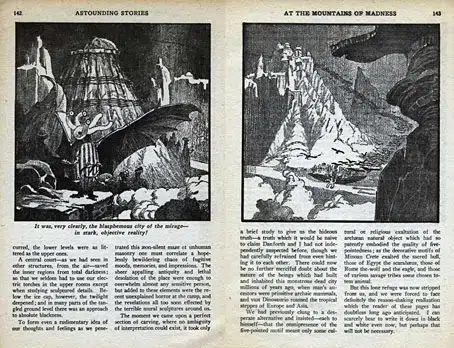 142 ASTOUNDING STORIES
It was, very clearly, the blasphemous city of the mirage—
in stark, objective reality!
curred, the lower levels were as lit-
tered as the upper ones.
A central court—as we had seen in
other structures, from the air—saved
the inner regions from total darkness;
so that we seldom had to use our elec-
tric torches in the upper rooms except
when studying sculptured details. Be-
low the ice cap, however, the twilight
deepened; and in many parts of the tan-
gled ground level there was an approach
to absolute blackness.
To form even a rudimentary idea of
our thoughts and feelings as we pene-
trated this æon-silent maze of unhuman
masonry one must correlate a hope-
lessly bewildering chaos of fugitive
moods, memories, and impressions. The
sheer appalling antiquity and lethal
desolation of the place were enough to
overwhelm almost any sensitive person,
but added to these elements were the re-
cent unexplained horror at the camp, and
the revelations all too soon effected by
the terrible mural sculptures around us.
The moment we came upon a perfect
section of carving, where no ambiguity
of interpretation could exist, it took only
AT THE MOUNTAINS OF MADNESS 143
a brief study to give us the hideous
truth—a truth which it would be naive
to claim Danforth and I had not inde-
pendently suspected before, though we
had carefully refrained from even hint-
ing it to each other. There could now
be no further merciful doubt about the
nature of the beings which had built
and inhabited this monstrous dead city
millions of years ago, when man's an-
cestors were primitive archaic mammals,
and vast Dinosauria roamed the tropical
steppes of Europe and Asia.
We had previously clung to a des-
perate alternative and insisted—each to
himself—that the omnipresence of the
five-pointed motif meant only some cul-
tural or religious exaltation of the
archæan natural object which had so
patently embodied the quality of five-
pointedness; as the decorative motifs of
Minoan Crete exalted the sacred bull,
those of Egypt the scarabæus, those of
Rome the wolf and the eagle, and those
of various savage tribes some chosen to-
tem animal.
But this lone refuge was now stripped
from us, and we were forced to face
definitely the reason-shaking realization
which the reader of these pages has
doubtless long ago anticipated. I can
scarcely bear to write it down in black
and white even now, but perhaps that
will not be necessary.